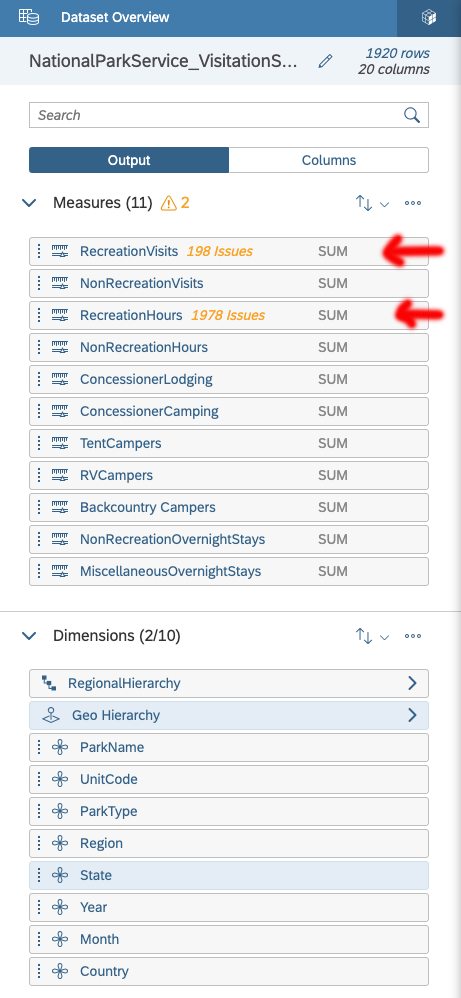 Dataset Overview
NationalParkService_VisitationS...
1920 rows
20 columns
Search
Output
Columns
Measures (11) 2
RecreationVisits 198 Issues SUM
NonRecreationVisits SUM
RecreationHours 1978 Issues SUM
NonRecreationHours SUM
ConcessionerLodging SUM
ConcessionerCamping SUM
TentCampers SUM
RVCampers SUM
Backcountry Campers SUM
NonRecreationOvernightStays SUM
MiscellaneousOvernightStays SUM
Dimensions (2/10)
RegionalHierarchy
Geo Hierarchy
ParkName
UnitCode
ParkType
Region
State
Year
Month
Country